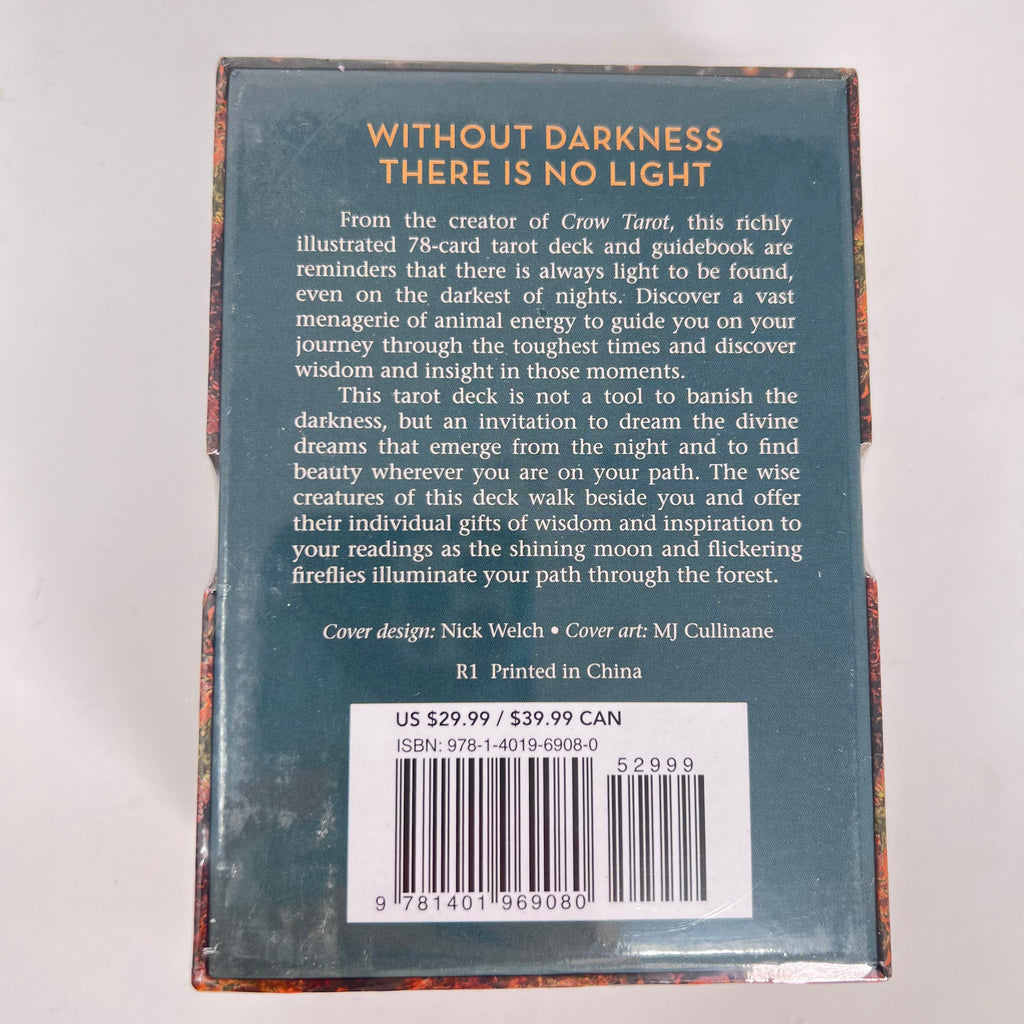 WITHOUT DARKNESS
THERE IS NO LIGHT
From the creator of Crow Tarot, this richly
illustrated 78-card tarot deck and guidebook are
reminders that there is always light to be found,
even on the darkest of nights. Discover a vast
menagerie of animal energy to guide you on your
journey through the toughest times and discover
wisdom and insight in those moments.
This tarot deck is not a tool to banish the
darkness, but an invitation to dream the divine
dreams that emerge from the night and to find
beauty wherever you are on your path. The wise
creatures of this deck walk beside you and offer
their individual gifts of wisdom and inspiration to
your readings as the shining moon and flickering
fireflies illuminate your path through the forest.
Cover design: Nick Welch • Cover art: MJ Cullinane
R1 Printed in China
US $29.99 / $39.99 CAN
ISBN: 978-1-4019-6908-0
52999
9 781401 969080